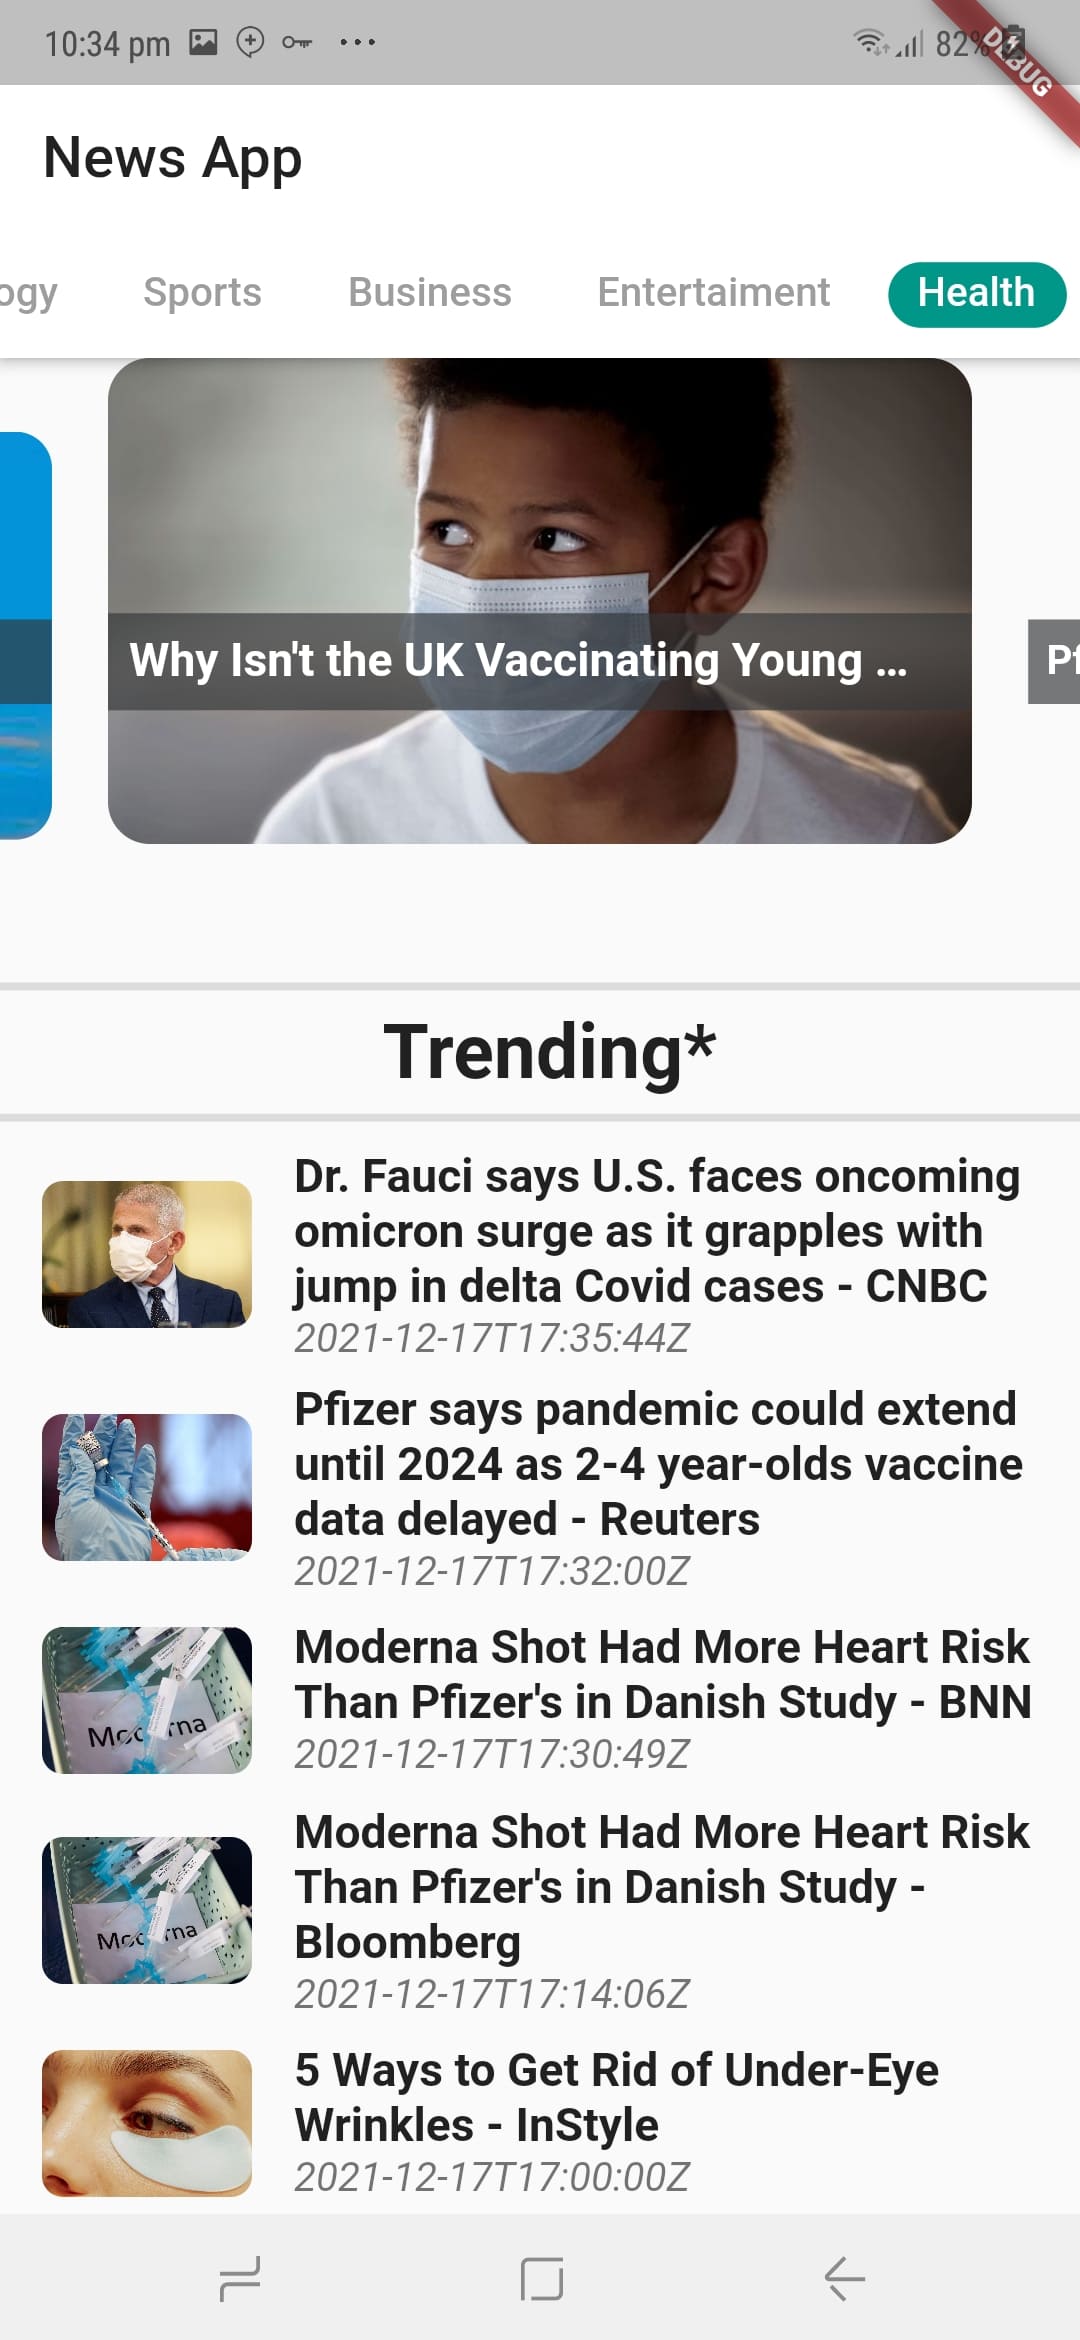 10:34 pm
82%
DEBUG
News App
ogy Sports Business Entertaiment Health
Why Isn't the UK Vaccinating Young ...
Pf
Trending*
Dr. Fauci says U.S. faces oncoming
omicron surge as it grapples with
jump in delta Covid cases - CNBC
2021-12-17T17:35:44Z
Pfizer says pandemic could extend
until 2024 as 2-4 year-olds vaccine
data delayed - Reuters
2021-12-17T17:32:00Z
Moderna Shot Had More Heart Risk
Than Pfizer's in Danish Study - BNN
2021-12-17T17:30:49Z
Moderna Shot Had More Heart Risk
Than Pfizer's in Danish Study -
Bloomberg
2021-12-17T17:14:06Z
5 Ways to Get Rid of Under-Eye
Wrinkles - InStyle
2021-12-17T17:00:00Z